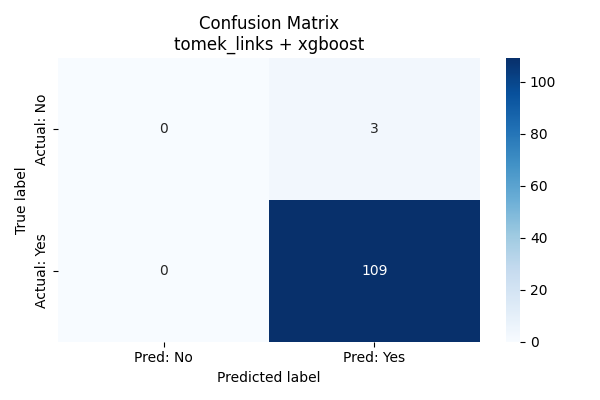 Confusion Matrix
tomek_links + xgboost
True label
Actual: No
Actual: Yes
0
3
0
109
Pred: No
Pred: Yes
Predicted label
100
80
60
40
20
0